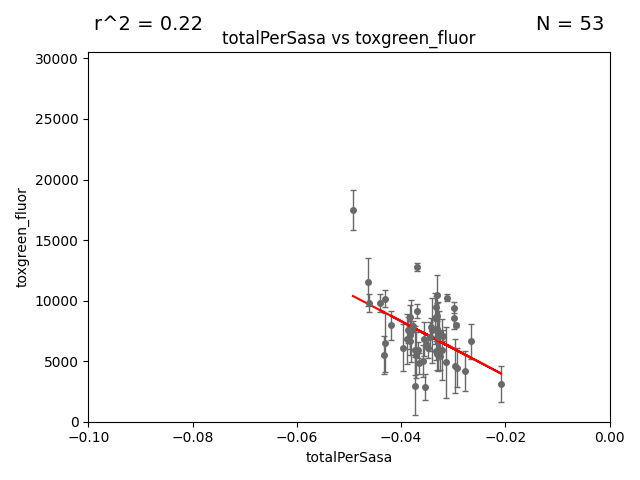 r^2 = 0.22
N = 53
totalPerSasa vs toxgreen_fluor
30000
25000
20000
15000
10000
5000
0
toxgreen_fluor
−0.10
−0.08
−0.06
−0.04
−0.02
0.00
totalPerSasa